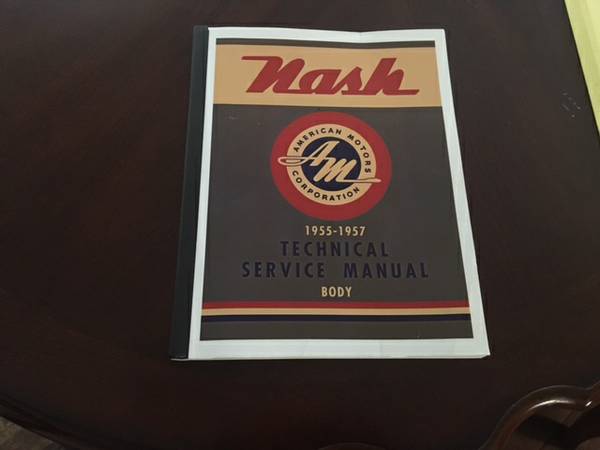 Nash
AMERICAN MOTORS
AM
CORPORATION
1955-1957
TECHNICAL
SERVICE MANUAL
BODY